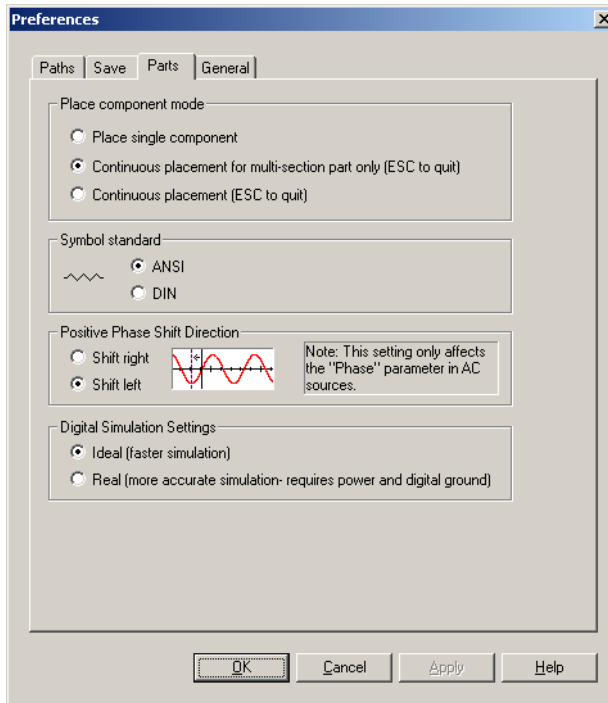 Preferences
Paths Save Parts General
Place component mode
Place single component
Continuous placement for multi-section part only (ESC to quit)
Continuous placement (ESC to quit)
Symbol standard
ANSI
DIN
Positive Phase Shift Direction
Shift right
Shift left
Note: This setting only affects
the "Phase" parameter in AC
sources.
Digital Simulation Settings
Ideal (faster simulation)
Real (more accurate simulation- requires power and digital ground)
OK Cancel Apply Help